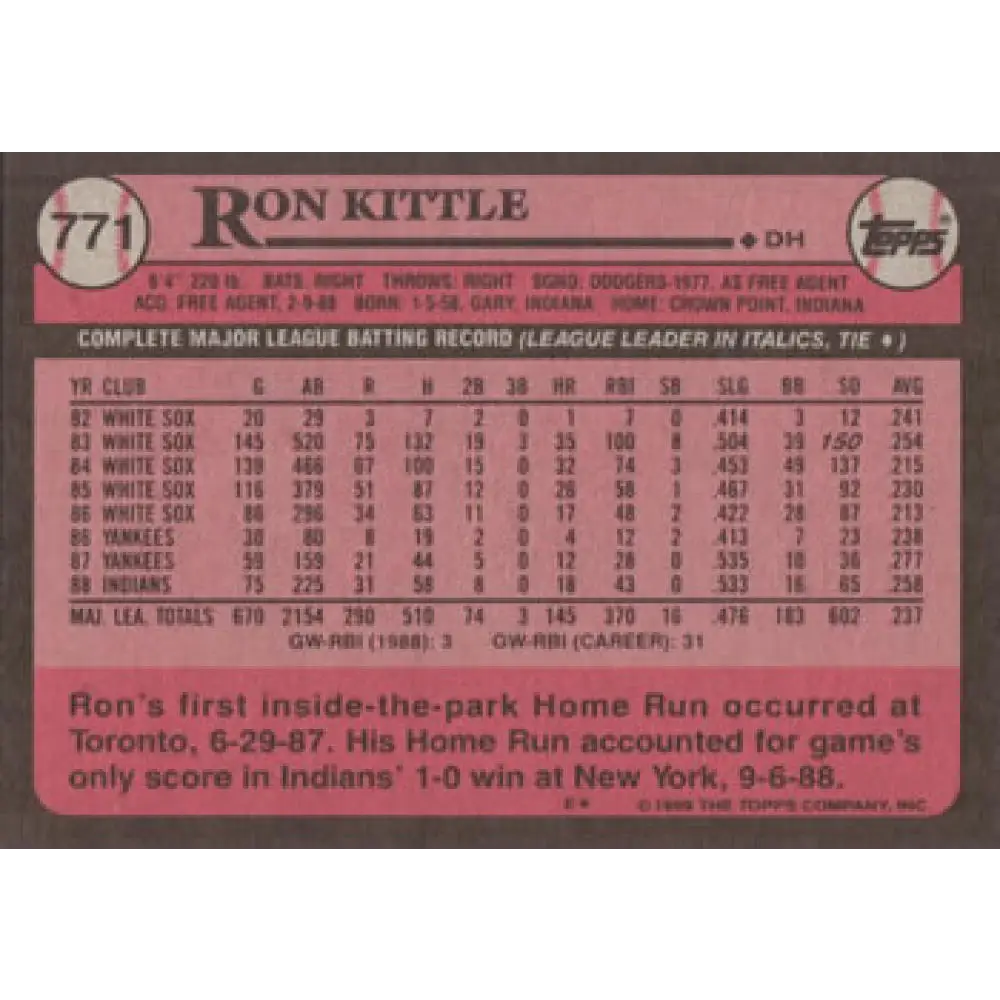 771 RON KITTLE ◆ DH TOPPS®
6'4" 220 lb. BATS: RIGHT THROWS: RIGHT SGND: DODGERS-1977, AS FREE AGENT
ACQ: FREE AGENT, 2-9-88 BORN: 1-5-58, GARY, INDIANA HOME: CROWN POINT, INDIANA
COMPLETE MAJOR LEAGUE BATTING RECORD (LEAGUE LEADER IN ITALICS, TIE ♦)
YR CLUB G AB R H 2B 3B HR RBI SB SLG BB SO AVG
82 WHITE SOX 20 29 3 7 2 0 1 7 0 .414 3 12 .241
83 WHITE SOX 145 520 75 132 19 3 35 100 8 .504 39 150 .254
84 WHITE SOX 139 466 67 100 15 0 32 74 3 .453 49 137 .215
85 WHITE SOX 116 379 51 87 12 0 26 58 1 .467 31 92 .230
86 WHITE SOX 86 296 34 63 11 0 17 48 2 .422 28 87 .213
86 YANKEES 30 80 8 19 2 0 4 12 2 .413 7 23 .238
87 YANKEES 59 159 21 44 5 0 12 28 0 .535 10 36 .277
88 INDIANS 75 225 31 58 8 0 18 43 0 .533 16 65 .258
MAJ. LEA. TOTALS 670 2154 290 510 74 3 145 370 16 .476 183 602 .237
GW-RBI (1988): 3 GW-RBI (CAREER): 31
Ron's first inside-the-park Home Run occurred at
Toronto, 6-29-87. His Home Run accounted for game's
only score in Indians' 1-0 win at New York, 9-6-88.
E* © 1989 THE TOPPS COMPANY, INC.